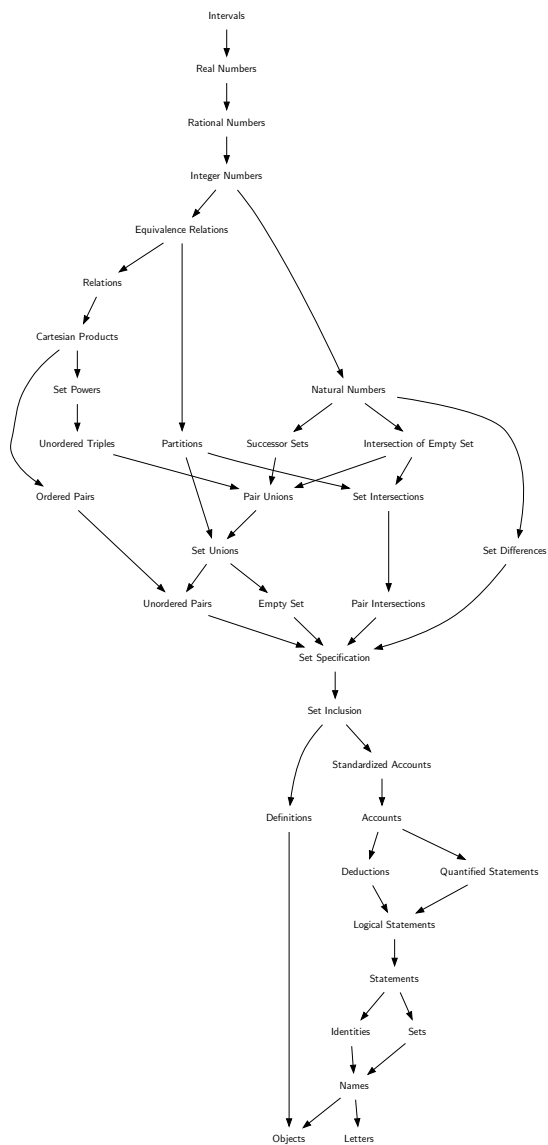 Intervals
Real Numbers
Rational Numbers
Integer Numbers
Equivalence Relations
Relations
Cartesian Products
Set Powers
Natural Numbers
Unordered Triples
Partitions
Successor Sets
Intersection of Empty Set
Ordered Pairs
Pair Unions
Set Intersections
Set Unions
Set Differences
Unordered Pairs
Empty Set
Pair Intersections
Set Specification
Set Inclusion
Standardized Accounts
Definitions
Accounts
Deductions
Quantified Statements
Logical Statements
Statements
Identities
Sets
Names
Objects
Letters